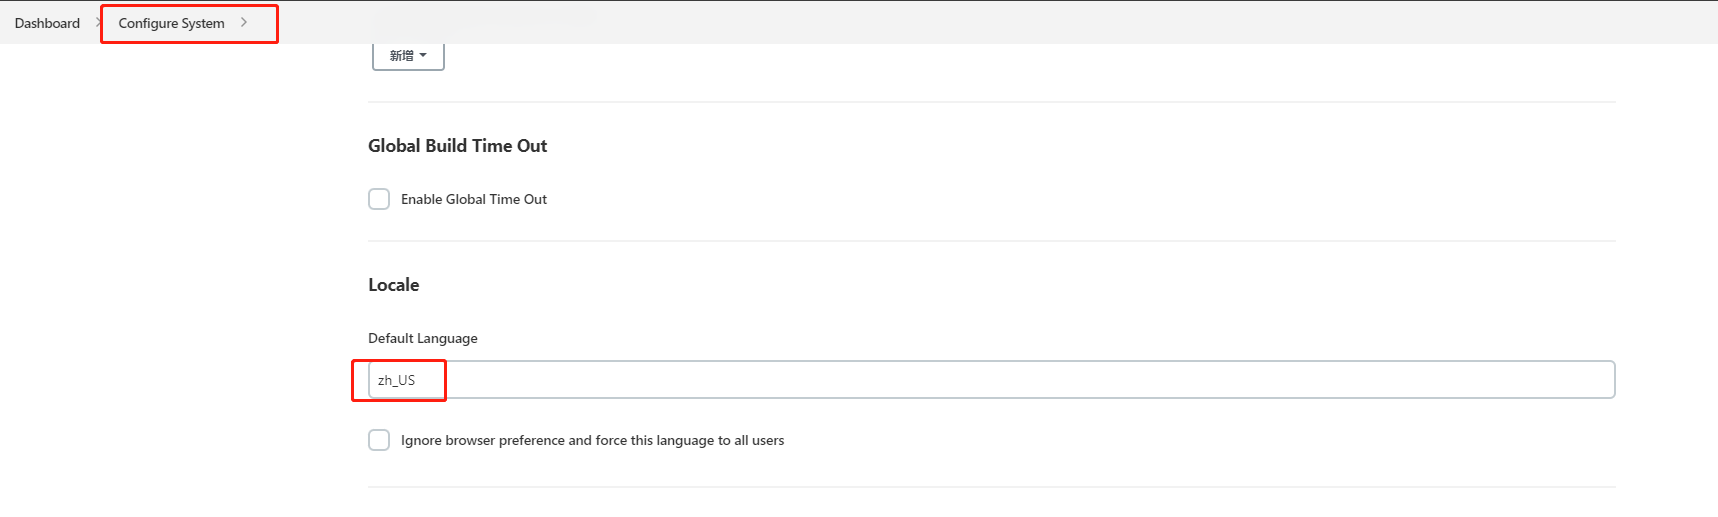 Dashboard
Configure System
新增
Global Build Time Out
Enable Global Time Out
Locale
Default Language
zh_US
Ignore browser preference and force this language to all users